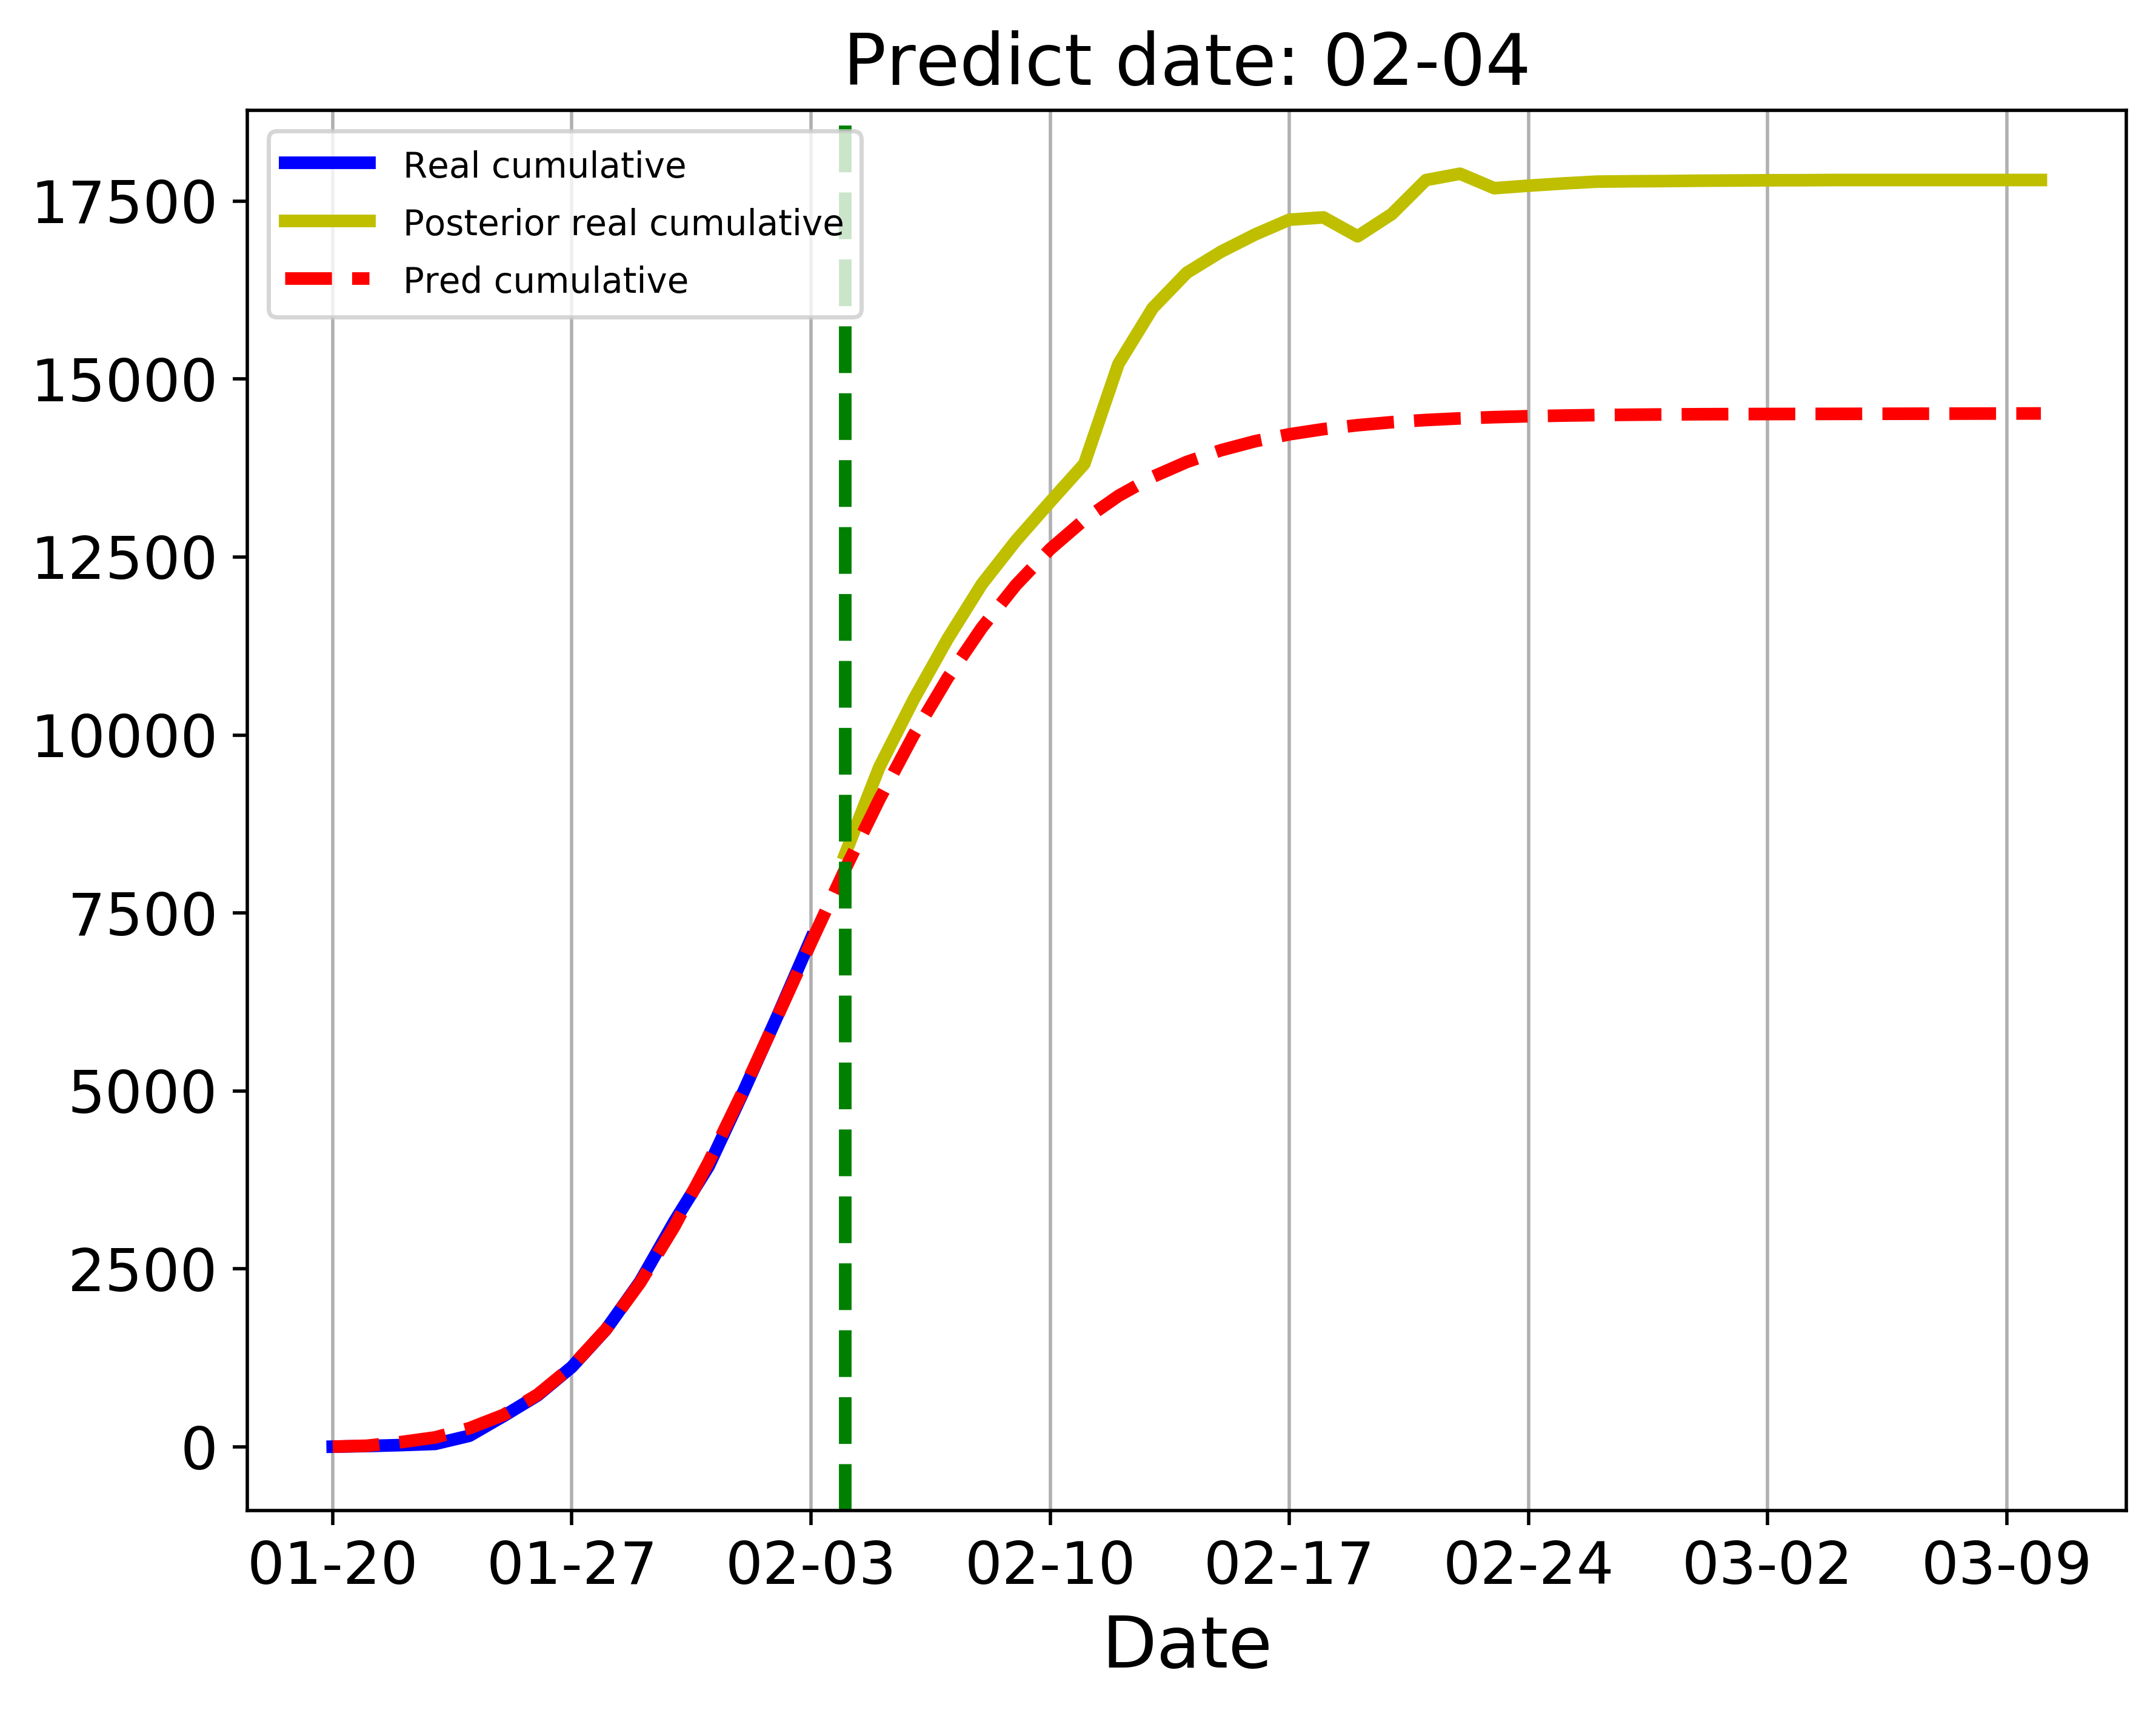 Predict date: 02-04
Real cumulative
Posterior real cumulative
Pred cumulative
17500
15000
12500
10000
7500
5000
2500
0
01-20 01-27 02-03 02-10 02-17 02-24 03-02 03-09
Date